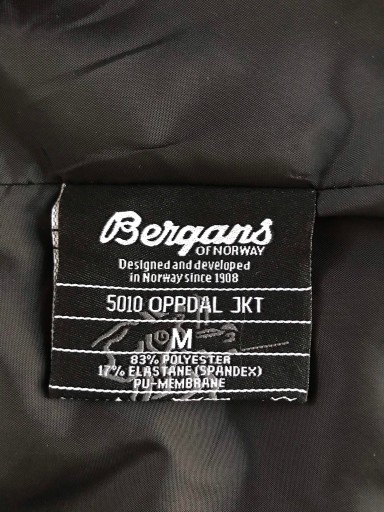 Bergans
OF NORWAY
Designed and developed
in Norway since 1908
5010 OPPDAL JKT
M
83% POLYESTER
17% ELASTANE (SPANDEX)
PU-MEMBRANE